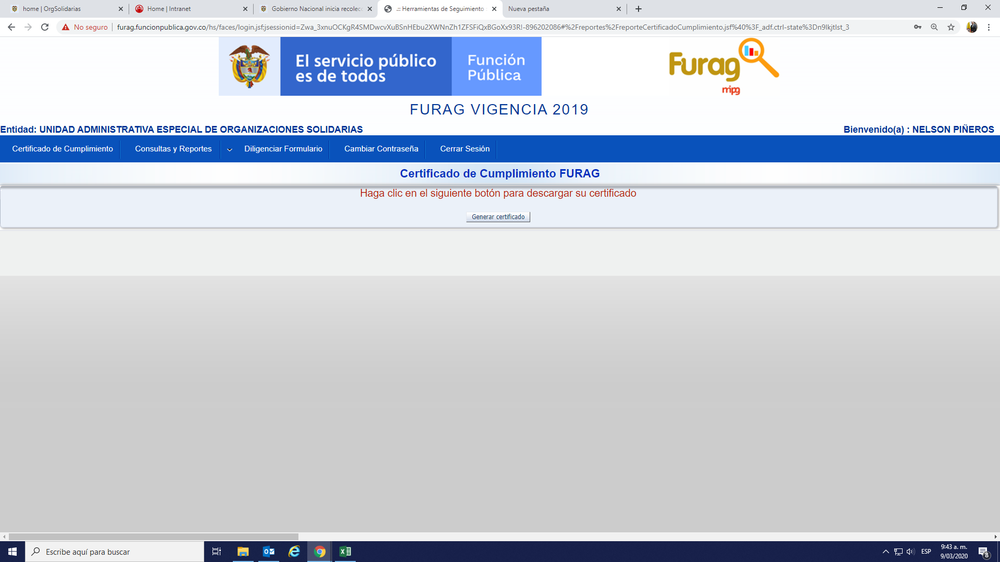 home | OrgSolidarias
Home | Intranet
Gobierno Nacional inicia recolec
.:: Herramientas de Seguimiento :
Nueva pestaña
No seguro
furag.funcionpublica.gov.co/hs/faces/login.jsf;jsessionid=Zwa_3xnuOCKgR4SMDwcvXuBSnHEbu2XWNnZh1ZFSFiQxBGoXx93R!-896202086#%2Freportes%2FreporteCertificadoCumplimiento.jsf%40%3F_adf.ctrl-state%3Dn9lkjtlst_3
El servicio público
es de todos
Función
Pública
Furag
mipg
FURAG VIGENCIA 2019
Entidad: UNIDAD ADMINISTRATIVA ESPECIAL DE ORGANIZACIONES SOLIDARIAS
Bienvenido(a) : NELSON PIÑEROS
Certificado de Cumplimiento
Consultas y Reportes
Diligenciar Formulario
Cambiar Contraseña
Cerrar Sesión
Certificado de Cumplimiento FURAG
Haga clic en el siguiente botón para descargar su certificado
Generar certificado
Escribe aquí para buscar
ESP
9:43 a. m.
9/03/2020
8